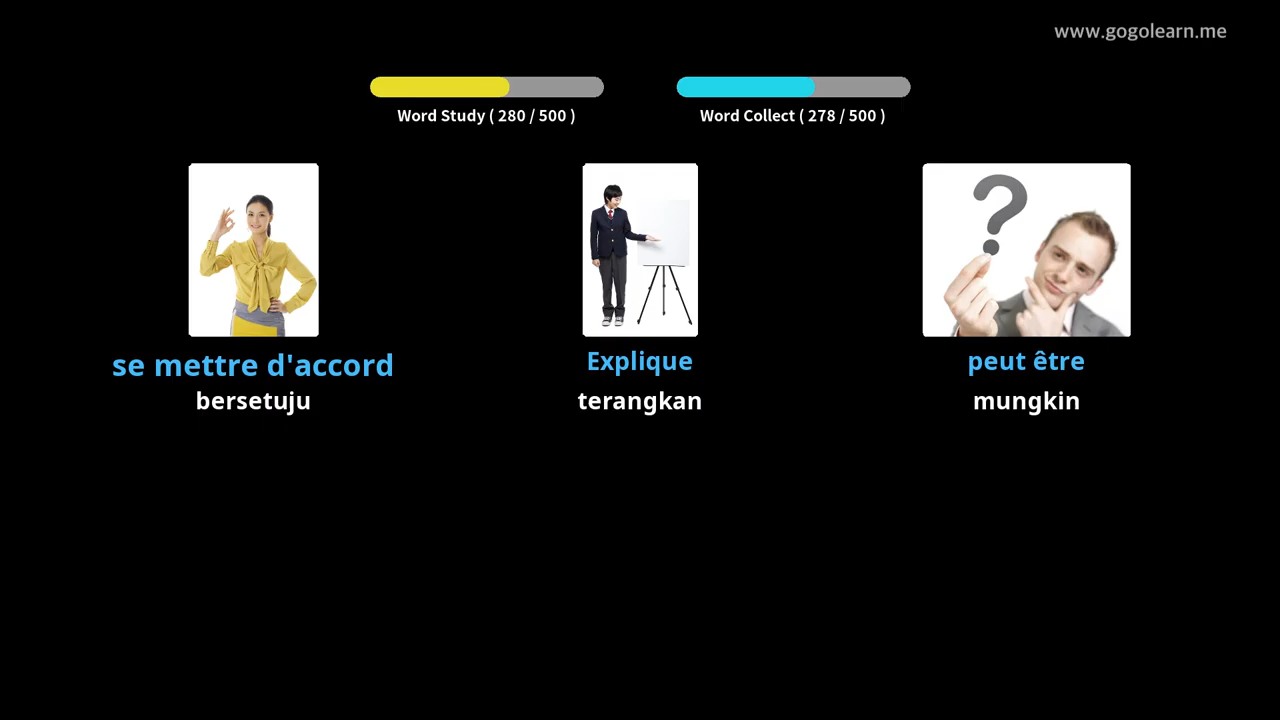 www.gogolearn.me
Word Study ( 280 / 500 )
Word Collect ( 278 / 500 )
se mettre d'accord
Explique
peut être
bersetuju
terangkan
mungkin